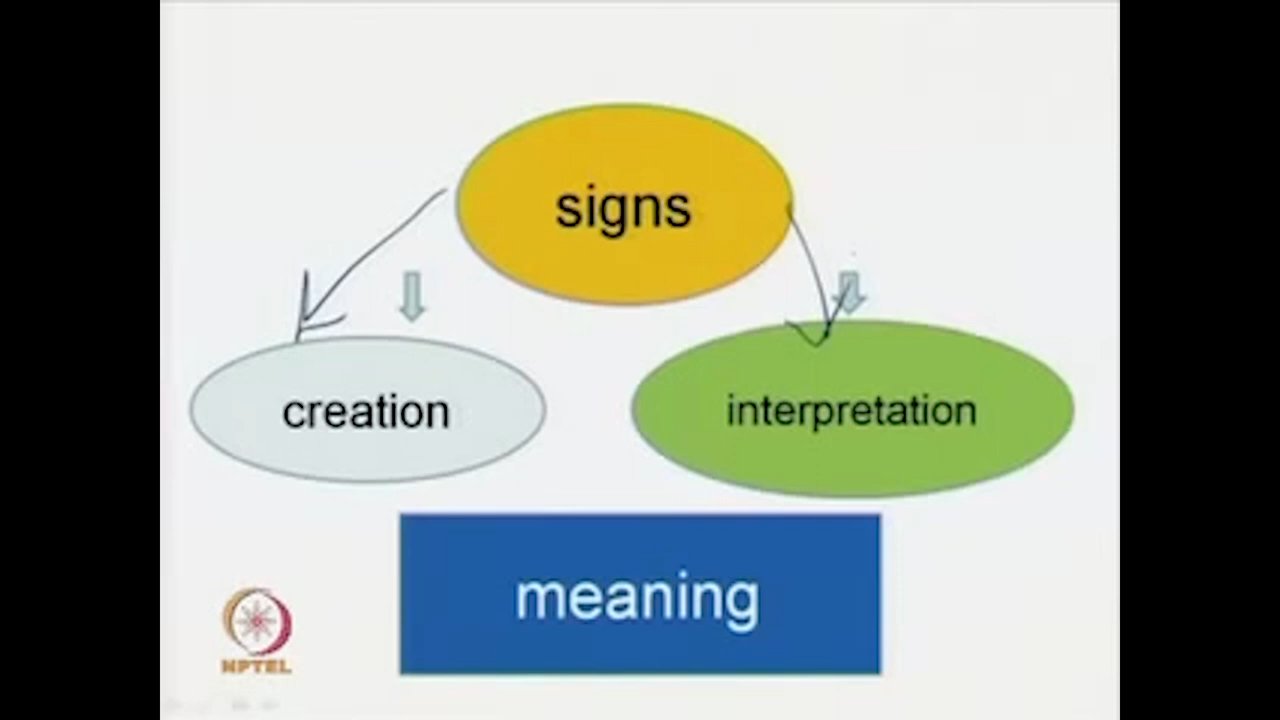 signs
creation
interpretation
meaning
NPTEL